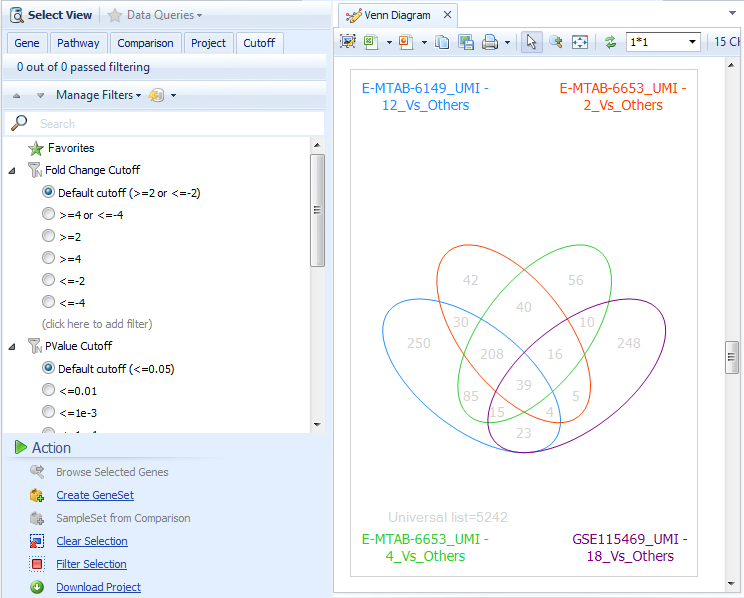 Select View
Data Queries
Gene
Pathway
Comparison
Project
Cutoff
0 out of 0 passed filtering
Manage Filters
Search
Favorites
Fold Change Cutoff
Default cutoff (>=2 or <=-2)
>=4 or <=-4
>=2
>=4
<=-2
<=-4
(click here to add filter)
PValue Cutoff
Default cutoff (<=0.05)
<=0.01
<=1e-3
Action
Browse Selected Genes
Create GeneSet
SampleSet from Comparison
Clear Selection
Filter Selection
Download Project
Venn Diagram
1*1
E-MTAB-6149_UMI -
12_Vs_Others
E-MTAB-6653_UMI -
2_Vs_Others
42
56
40
30
10
250
248
208
16
39
85
5
15
4
23
Universal list=5242
E-MTAB-6653_UMI -
4_Vs_Others
GSE115469_UMI -
18_Vs_Others